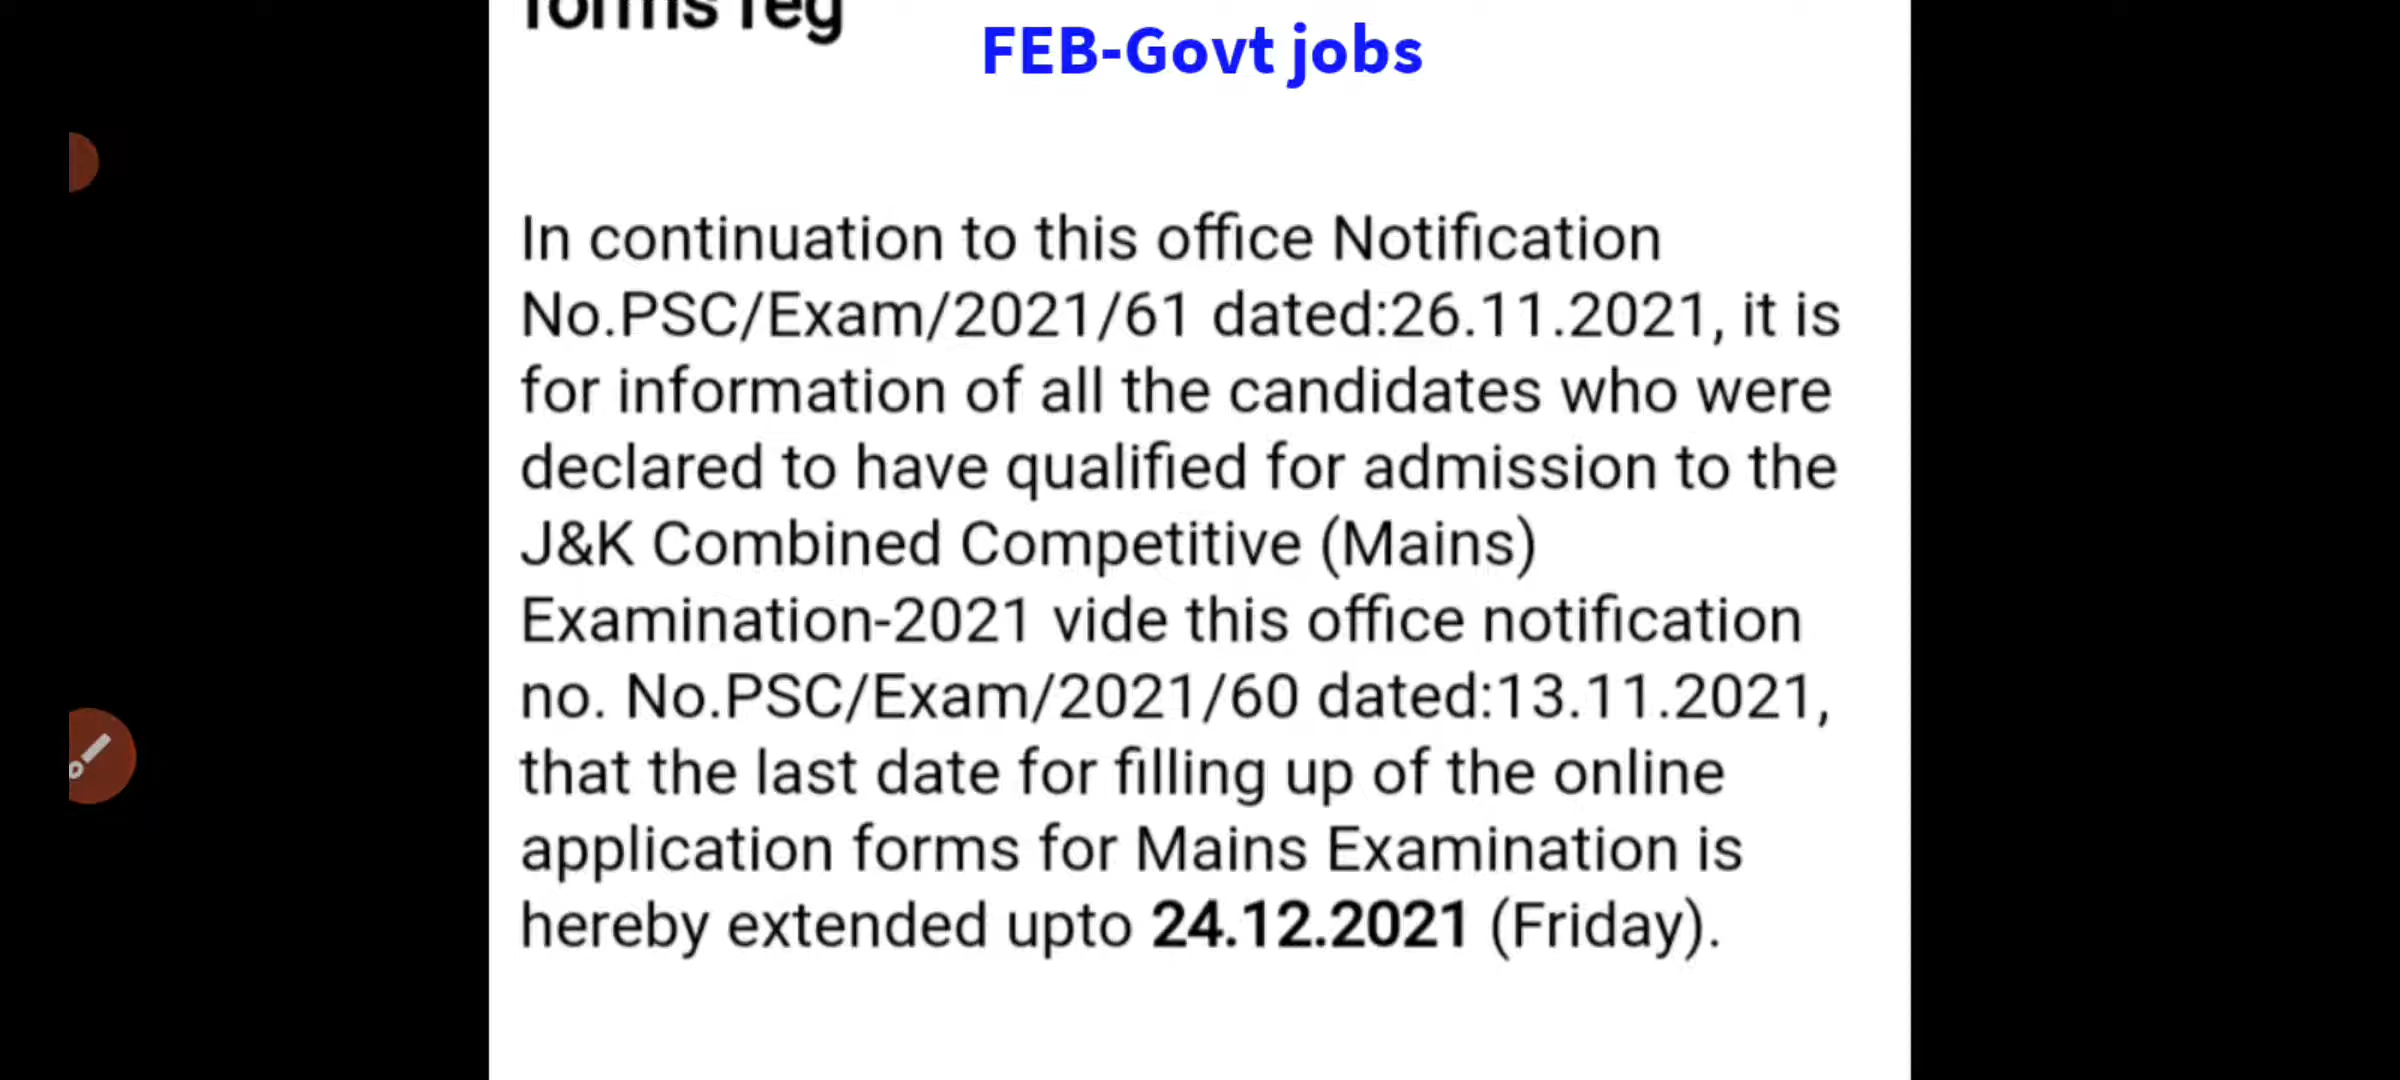 forms reg
FEB-Govt jobs
In continuation to this office Notification
No.PSC/Exam/2021/61 dated:26.11.2021, it is
for information of all the candidates who were
declared to have qualified for admission to the
J&K Combined Competitive (Mains)
Examination-2021 vide this office notification
no. No.PSC/Exam/2021/60 dated:13.11.2021,
that the last date for filling up of the online
application forms for Mains Examination is
hereby extended upto 24.12.2021 (Friday).